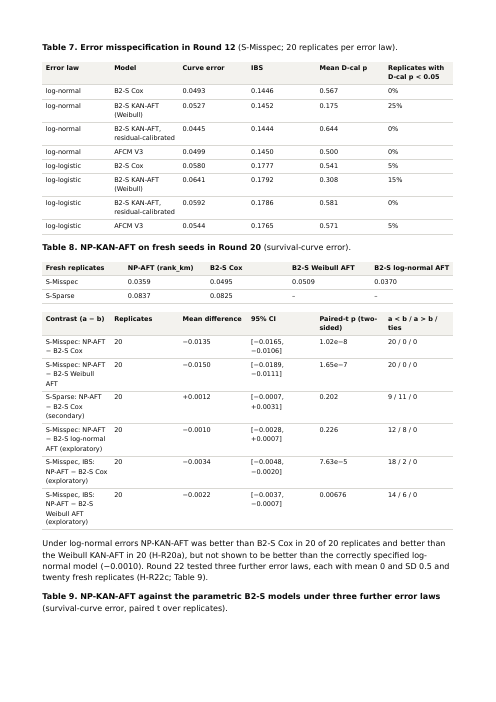 Table 7. Error misspecification in Round 12 (S-Misspec; 20 replicates per error law).
Error law Model Curve error IBS Mean D-cal p Replicates with
D-cal p < 0.05
log-normal B2-S Cox 0.0493 0.1446 0.567 0%
log-normal B2-S KAN-AFT 0.0527 0.1452 0.175 25%
(Weibull)
log-normal B2-S KAN-AFT, 0.0445 0.1444 0.644 0%
residual-calibrated
log-normal AFCM V3 0.0499 0.1450 0.500 0%
log-logistic B2-S Cox 0.0580 0.1777 0.541 5%
log-logistic B2-S KAN-AFT 0.0641 0.1792 0.308 15%
(Weibull)
log-logistic B2-S KAN-AFT, 0.0592 0.1786 0.581 0%
residual-calibrated
log-logistic AFCM V3 0.0544 0.1765 0.571 5%
Table 8. NP-KAN-AFT on fresh seeds in Round 20 (survival-curve error).
Fresh replicates NP-AFT (rank_km) B2-S Cox B2-S Weibull AFT B2-S log-normal AFT
S-Misspec 0.0359 0.0495 0.0509 0.0370
S-Sparse 0.0837 0.0825 – –
Contrast (a − b) Replicates Mean difference 95% CI Paired-t p (two- a < b / a > b /
sided) ties
S-Misspec: NP-AFT 20 −0.0135 [−0.0165, 1.02e−8 20 / 0 / 0
− B2-S Cox −0.0106]
S-Misspec: NP-AFT 20 −0.0150 [−0.0189, 1.65e−7 20 / 0 / 0
− B2-S Weibull −0.0111]
AFT
S-Sparse: NP-AFT 20 +0.0012 [−0.0007, 0.202 9 / 11 / 0
− B2-S Cox +0.0031]
(secondary)
S-Misspec: NP-AFT 20 −0.0010 [−0.0028, 0.226 12 / 8 / 0
− B2-S log-normal +0.0007]
AFT (exploratory)
S-Misspec, IBS: 20 −0.0034 [−0.0048, 7.63e−5 18 / 2 / 0
NP-AFT − B2-S Cox −0.0020]
(exploratory)
S-Misspec, IBS: 20 −0.0022 [−0.0037, 0.00676 14 / 6 / 0
NP-AFT − B2-S −0.0007]
Weibull AFT
(exploratory)
Under log-normal errors NP-KAN-AFT was better than B2-S Cox in 20 of 20 replicates and better than
the Weibull KAN-AFT in 20 (H-R20a), but not shown to be better than the correctly specified log-
normal model (−0.0010). Round 22 tested three further error laws, each with mean 0 and SD 0.5 and
twenty fresh replicates (H-R22c; Table 9).
Table 9. NP-KAN-AFT against the parametric B2-S models under three further error laws
(survival-curve error, paired t over replicates).